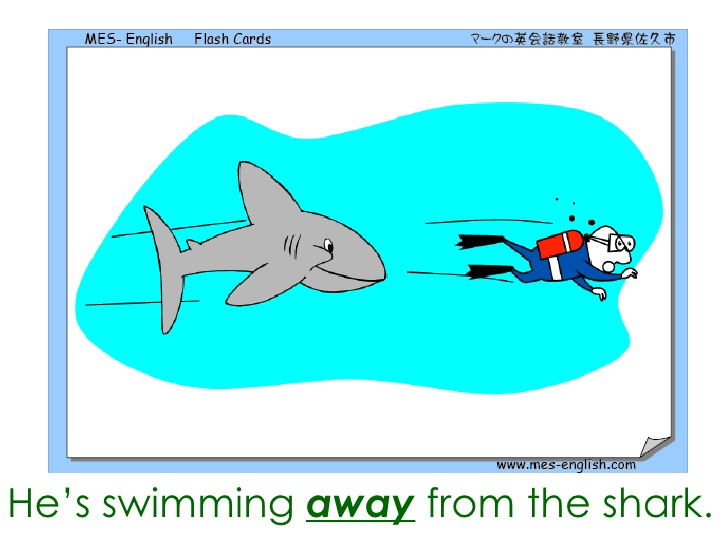 MES- English Flash Cards マークの英会話教室 長野県佐久市
www.mes-english.com
He's swimming away from the shark.